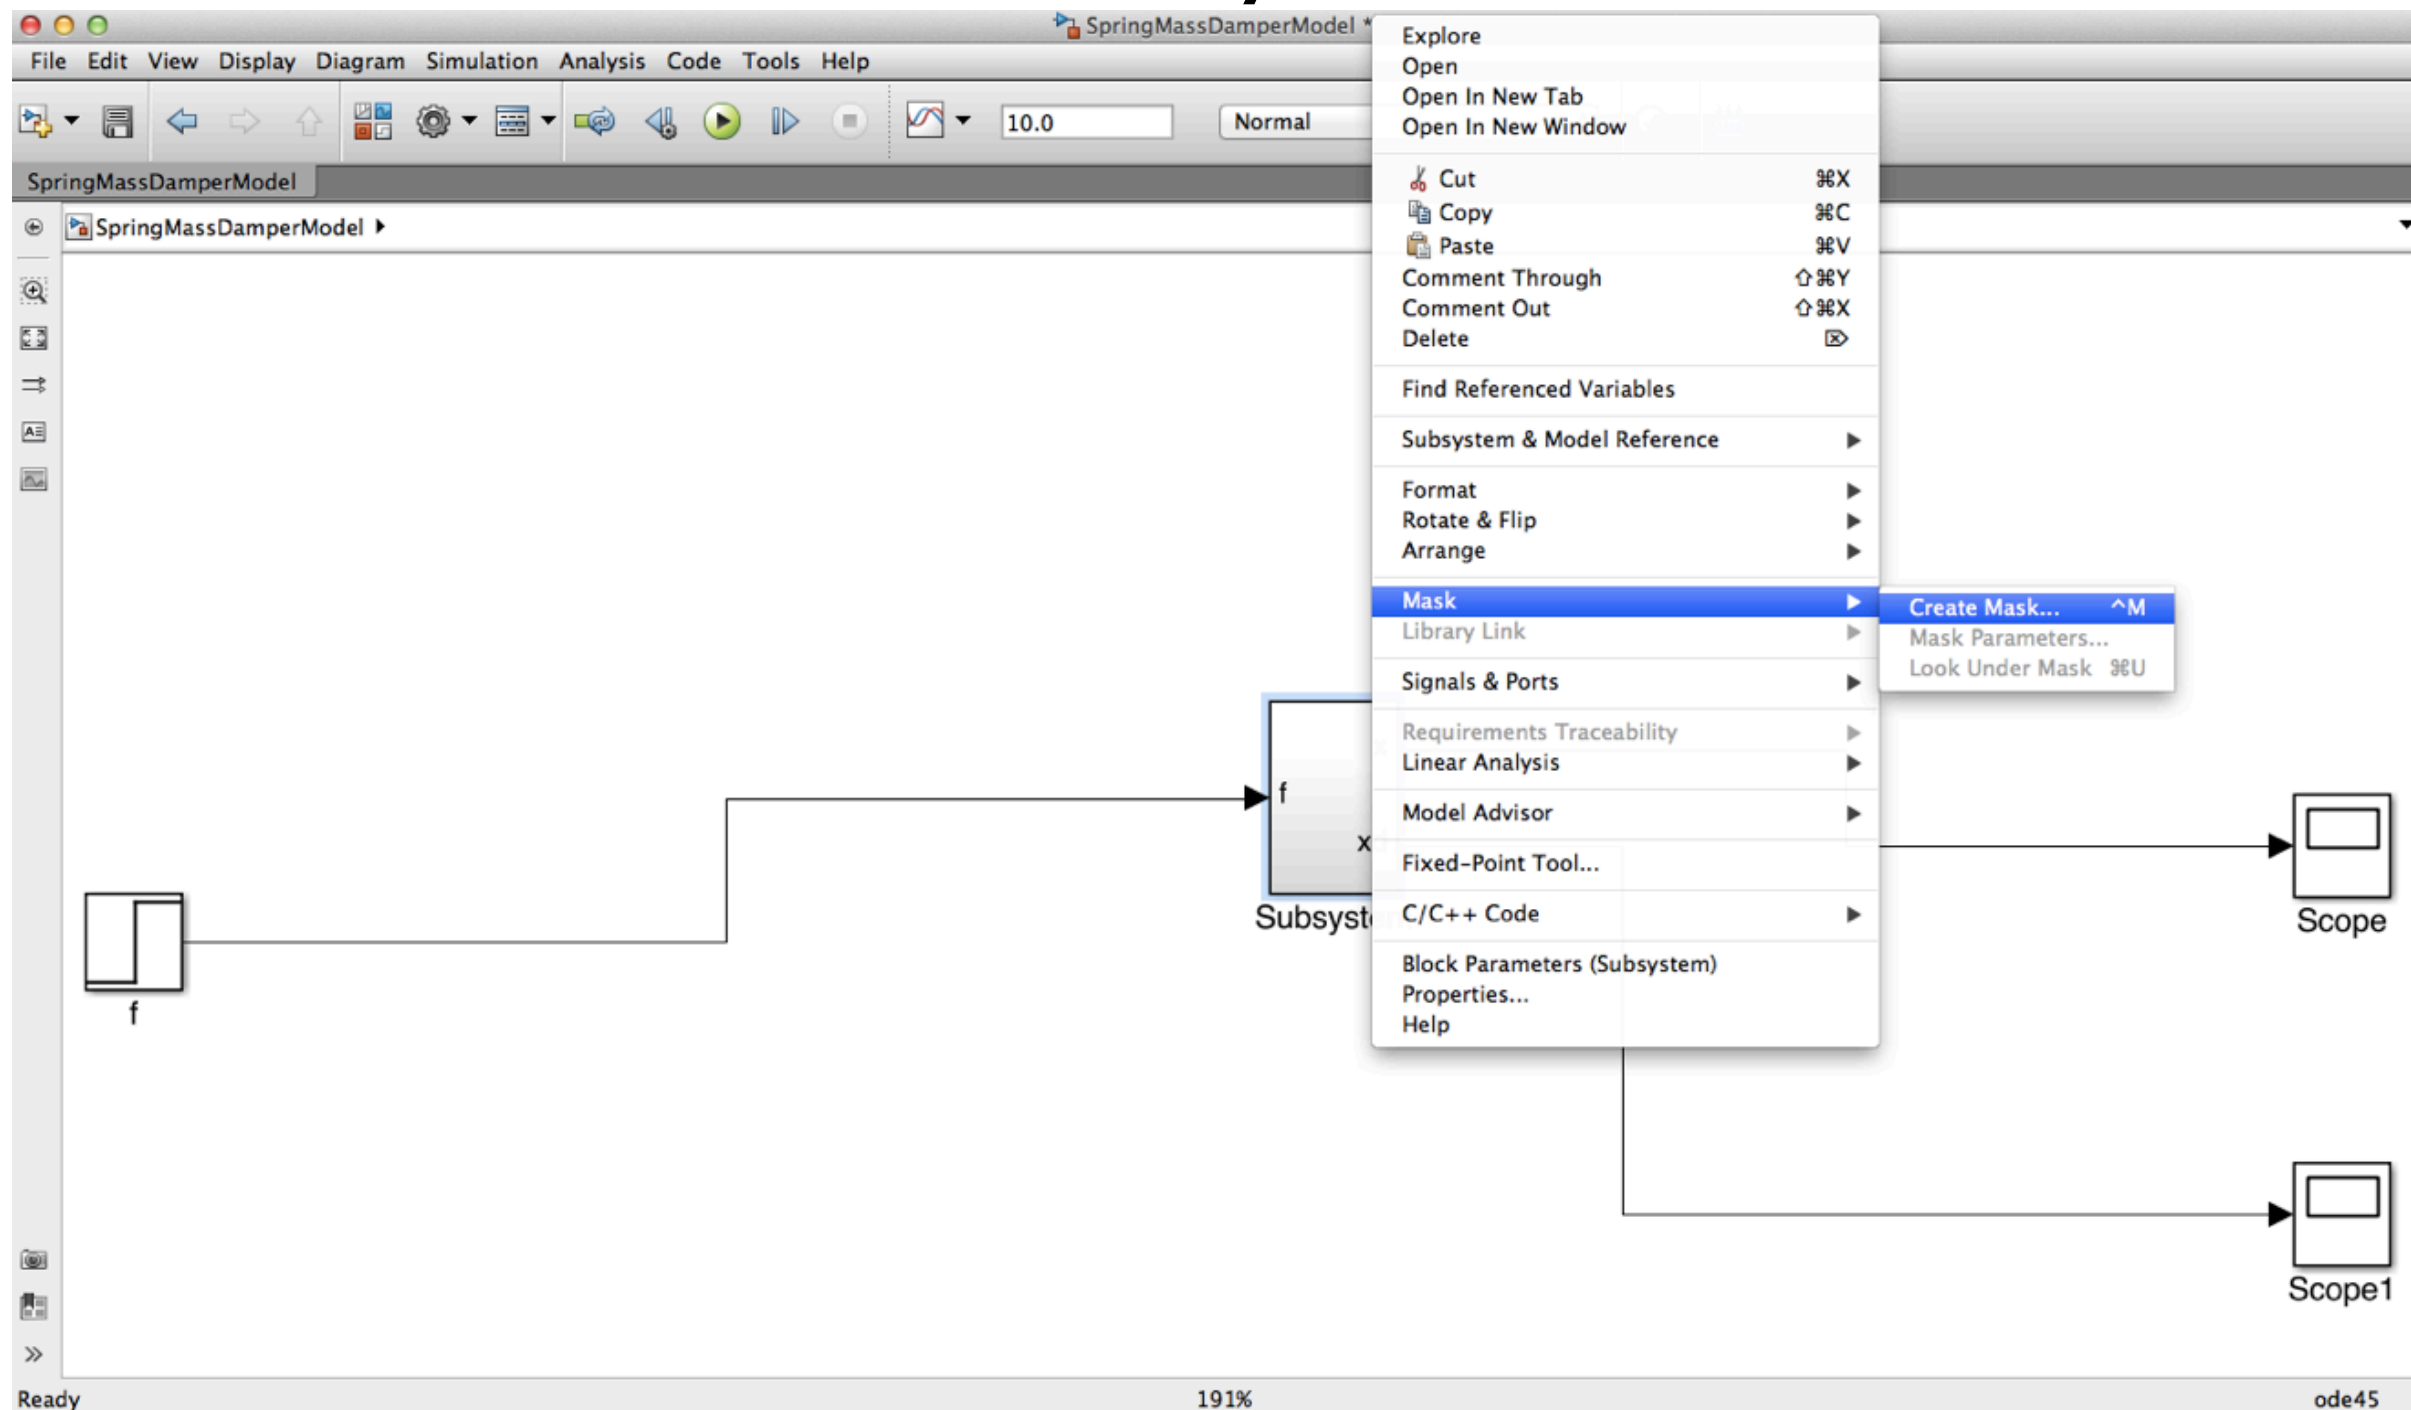 SpringMassDamperModel *
File Edit View Display Diagram Simulation Analysis Code Tools Help
10.0
Normal
SpringMassDamperModel
SpringMassDamperModel
Explore
Open
Open In New Tab
Open In New Window
Cut ⌘X
Copy ⌘C
Paste ⌘V
Comment Through ⇧⌘Y
Comment Out ⇧⌘X
Delete ⌦
Find Referenced Variables
Subsystem & Model Reference
Format
Rotate & Flip
Arrange
Mask
Library Link
Signals & Ports
Requirements Traceability
Linear Analysis
Model Advisor
Fixed-Point Tool...
C/C++ Code
Block Parameters (Subsystem)
Properties...
Help
Create Mask... ^M
Mask Parameters...
Look Under Mask ⌘U
f
x
Subsyst
f
Scope
Scope1
Ready
191%
ode45